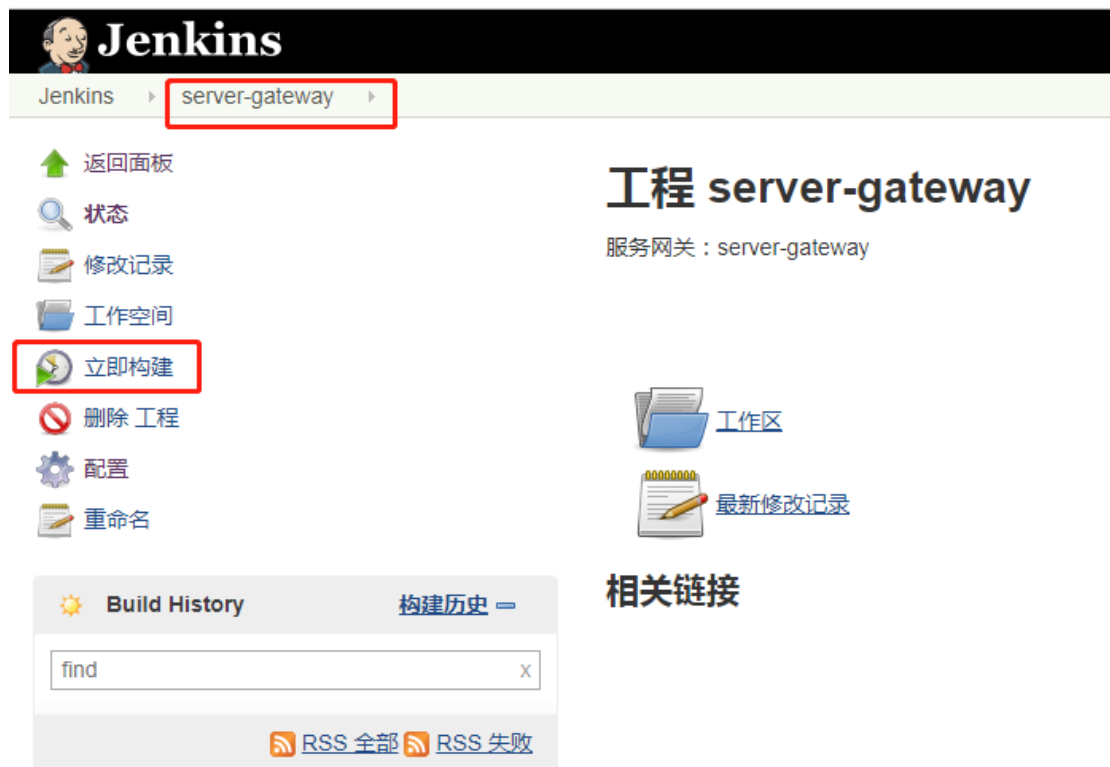 Jenkins
Jenkins server-gateway
返回面板
状态
修改记录
工作空间
立即构建
删除 工程
配置
重命名
Build History 构建历史
find x
RSS 全部 RSS 失败
工程 server-gateway
服务网关：server-gateway
工作区
最新修改记录
相关链接